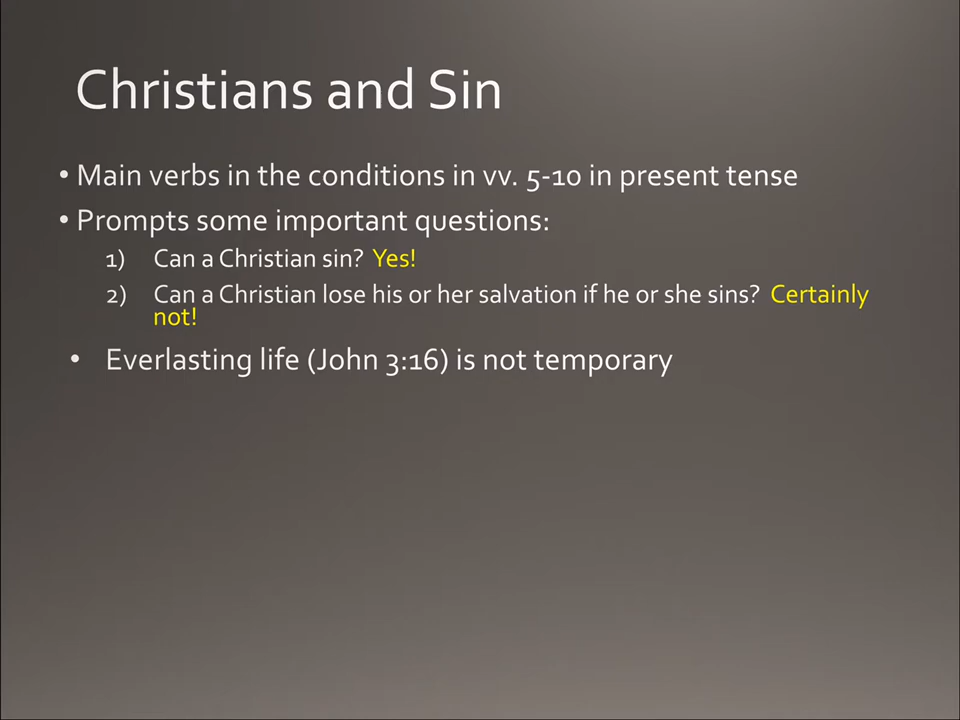 Christians and Sin
• Main verbs in the conditions in vv. 5-10 in present tense
• Prompts some important questions:
1) Can a Christian sin? Yes!
2) Can a Christian lose his or her salvation if he or she sins? Certainly
not!
• Everlasting life (John 3:16) is not temporary